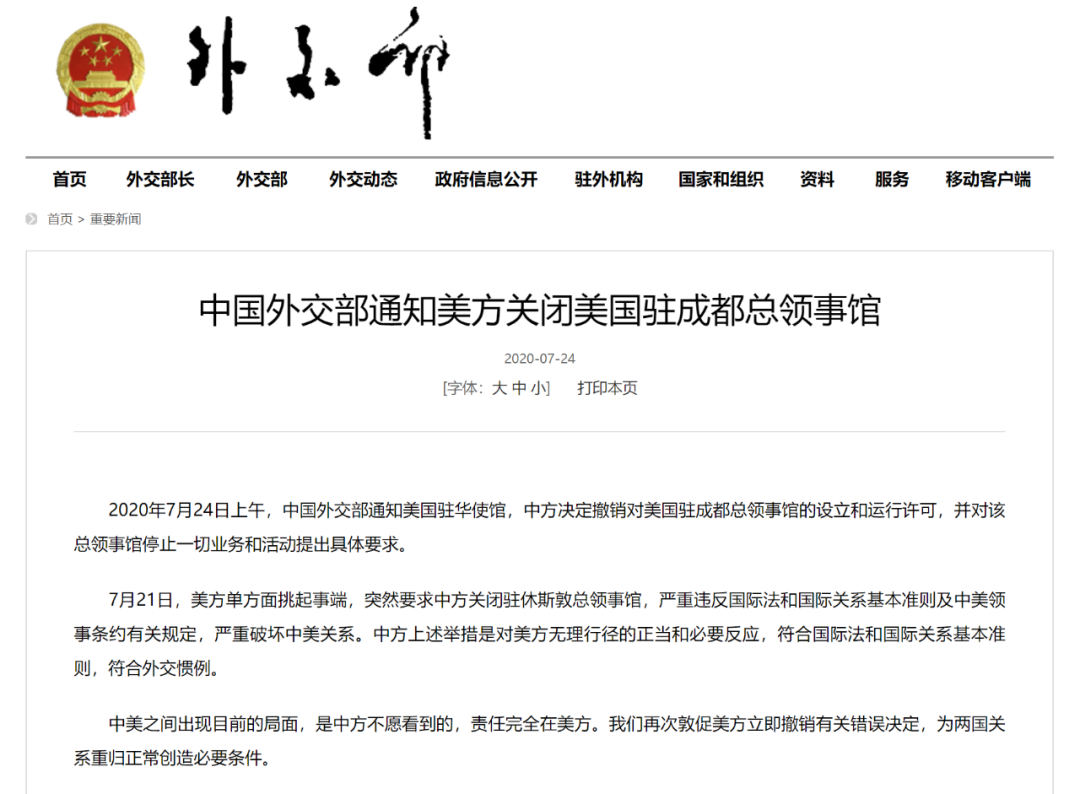 外交部
首页 外交部长 外交部 外交动态 政府信息公开 驻外机构 国家和组织 资料 服务 移动客户端
首页 > 重要新闻
中国外交部通知美方关闭美国驻成都总领事馆
2020-07-24
[字体：大 中 小] 打印本页
2020年7月24日上午，中国外交部通知美国驻华使馆，中方决定撤销对美国驻成都总领事馆的设立和运行许可，并对该
总领事馆停止一切业务和活动提出具体要求。
7月21日，美方单方面挑起事端，突然要求中方关闭驻休斯敦总领事馆，严重违反国际法和国际关系基本准则及中美领
事条约有关规定，严重破坏中美关系。中方上述举措是对美方无理行径的正当和必要反应，符合国际法和国际关系基本准
则，符合外交惯例。
中美之间出现目前的局面，是中方不愿看到的，责任完全在美方。我们再次敦促美方立即撤销有关错误决定，为两国关
系重归正常创造必要条件。